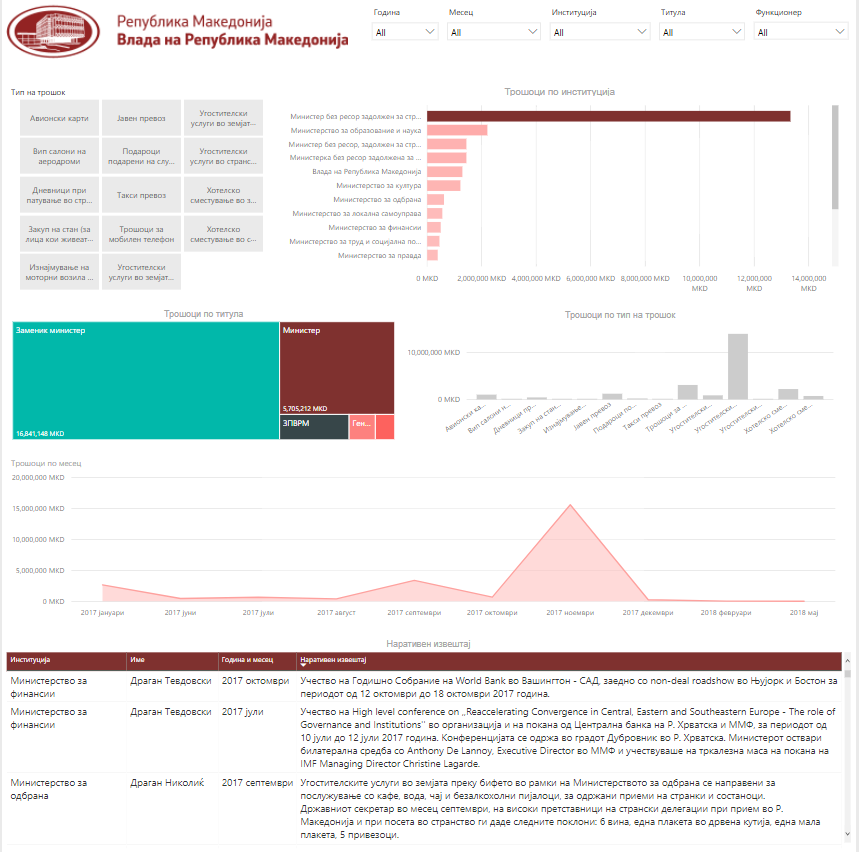 Република Македонија
Влада на Република Македонија
Година
Месец
Институција
Титула
Функционер
All
All
All
All
All
Тип на трошок
Авионски карти
Јавен превоз
Угостителски
услуги во земјат...
Вип салони на
аеродроми
Подароци
подарени на слу...
Угостителски
услуги во странс...
Дневници при
патување во стр...
Такси превоз
Хотелско
сместување во з...
Закуп на стан (за
лица кои живеат...
Трошоци за
мобилен телефон
Хотелско
сместување во с...
Изнајмување на
моторни возила ...
Угостителски
услуги во земјат...
Трошоци по институција
Министер без ресор задолжен за стр...
Министерство за образование и наука
Министер без ресор, задолжен за стр...
Министерка без ресор задолжена за ...
Влада на Република Македонија
Министерство за култура
Министерство за одбрана
Министерство за локална самоуправа
Министерство за финансии
Министерство за труд и социјална по...
Министерство за правда
0 MKD
2,000,000 MKD
4,000,000 MKD
6,000,000 MKD
8,000,000 MKD
10,000,000
MKD
12,000,000
MKD
14,000,000
MKD
Трошоци по титула
Заменик министер
16,841,148 MKD
Министер
5,705,212 MKD
ЗПВРМ
Ген...
Трошоци по тип на трошок
10,000,000 MKD
0 MKD
Авионски ка...
Вип салони н...
Дневници пр...
Закуп на стан...
Изнајмување...
Јавен превоз
Подароци по...
Такси превоз
Трошоци за ...
Угостителски...
Угостителски...
Угостителски...
Хотелско сме...
Хотелско сме...
Трошоци по месец
20,000,000 MKD
15,000,000 MKD
10,000,000 MKD
5,000,000 MKD
0 MKD
2017 јануари
2017 јуни
2017 јули
2017 август
2017 септември
2017 октомври
2017 ноември
2017 декември
2018 февруари
2018 мај
Наративен извештај
Институција
Име
Година и месец
Наративен извештај
Министерство за
финансии
Драган Тевдовски
2017 октомври
Учество на Годишно Собрание на World Bank во Вашингтон - САД, заедно со non-deal roadshow во Њујорк и Бостон за
период од 12 октомври до 18 октомври 2017 година.
Министерство за
финансии
Драган Тевдовски
2017 јули
Учество на High level conference on „Reaccelerating Convergence in Central, Eastern and Southeastern Europe - The role of
Governance and Institutions'' во организација и на покана од Централна банка на Р. Хрватска и ММФ, за периодот од
10 јули до 12 јули 2017 година. Конференцијата се одржа во градот Дубровник во Р. Хрватска. Министерот оствари
билатерална средба со Anthony De Lannoy, Executive Director во ММФ и учествуваше на тркалезна маса на покана на
IMF Managing Director Christine Lagarde.
Министерство за
одбрана
Драган Николиќ
2017 септември
Угостителските услуги во земјата преку бифето во рамки на Министерството за одбрана се направени за
послужување со кафе, вода, чај и безалкохолни пијалоци, за одржани приеми на странки и состаноци.
Државниот секретар во месец септември, на високи претставници на странски делегации при прием во Р.
Македонија и при посета во странство ги даде следните поклони: 6 вина, една плакета во дрвена кутија, една мала
плакета, 5 привезоци.